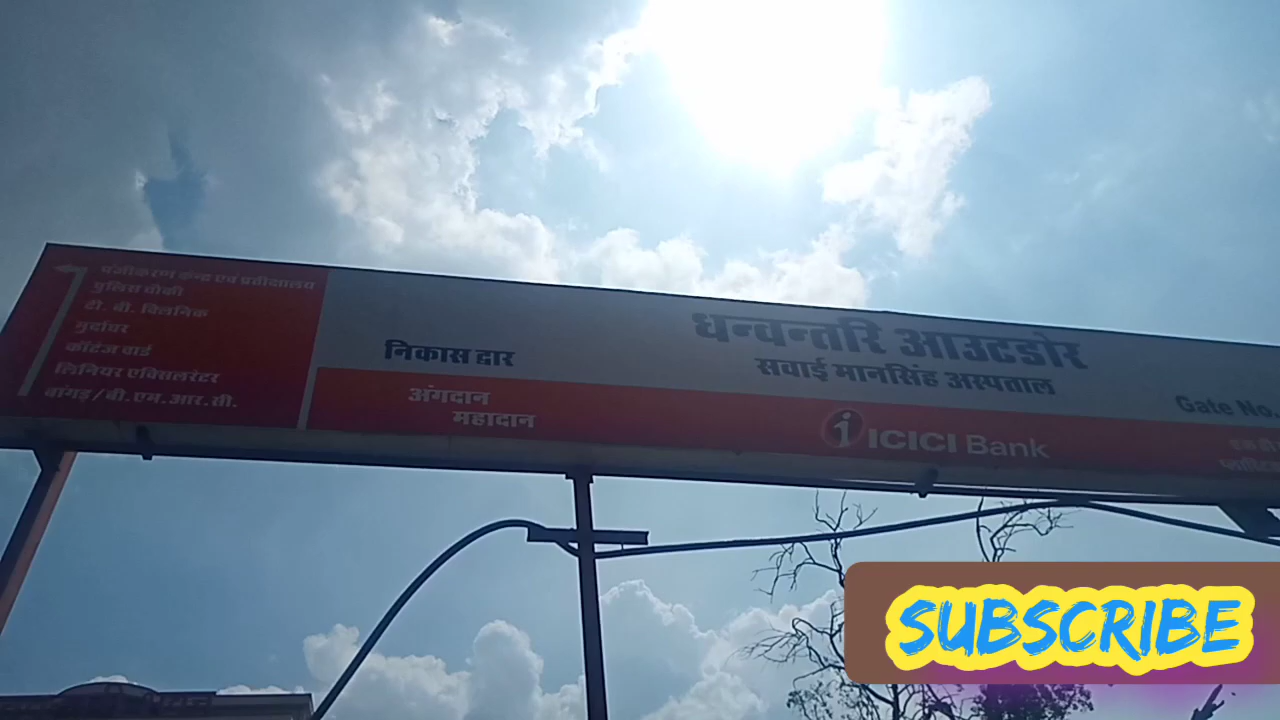 पंजीकरण केन्द्र एवं प्रतीक्षालय
पुलिस चौकी
टी. बी. क्लिनिक
मुर्दाघर
कॉटेज वार्ड
लिनियर एक्सिलरेटर
बांगड़/बी.एम.आर.सी.
निकास द्वार
अंगदान
महादान
धन्वन्तरि आउटडोर
सवाई मानसिंह अस्पताल
ICICI Bank
Gate No.
SUBSCRIBE